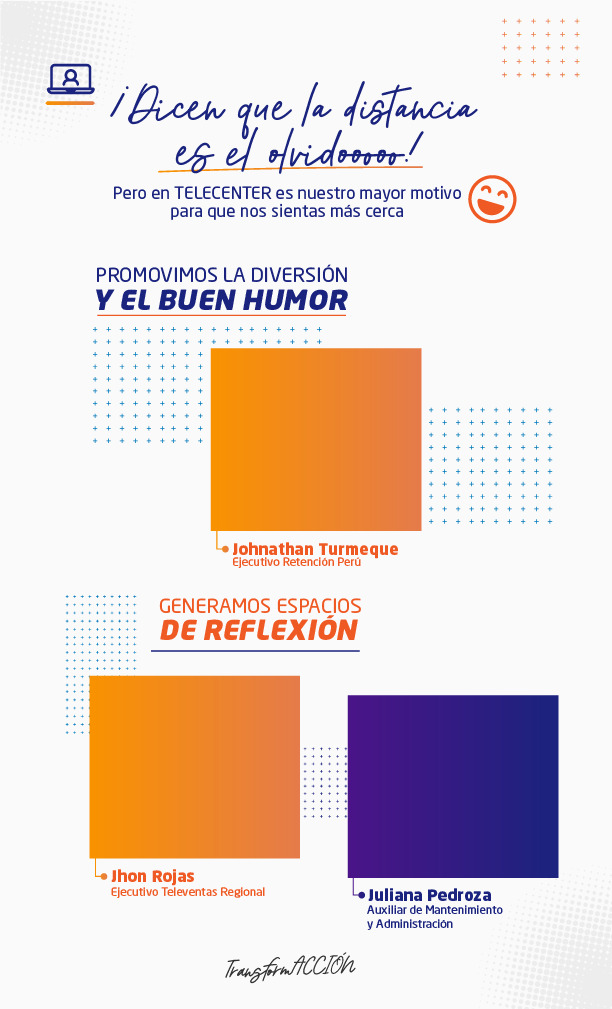 ¡Dicen que la distancia
es el olvidooooo!
Pero en TELECENTER es nuestro mayor motivo
para que nos sientas más cerca
PROMOVIMOS LA DIVERSIÓN
Y EL BUEN HUMOR
Johnathan Turmeque
Ejecutivo Retención Perú
GENERAMOS ESPACIOS
DE REFLEXIÓN
Jhon Rojas
Ejecutivo Televentas Regional
Juliana Pedroza
Auxiliar de Mantenimiento
y Administración
TransformACCIÓN